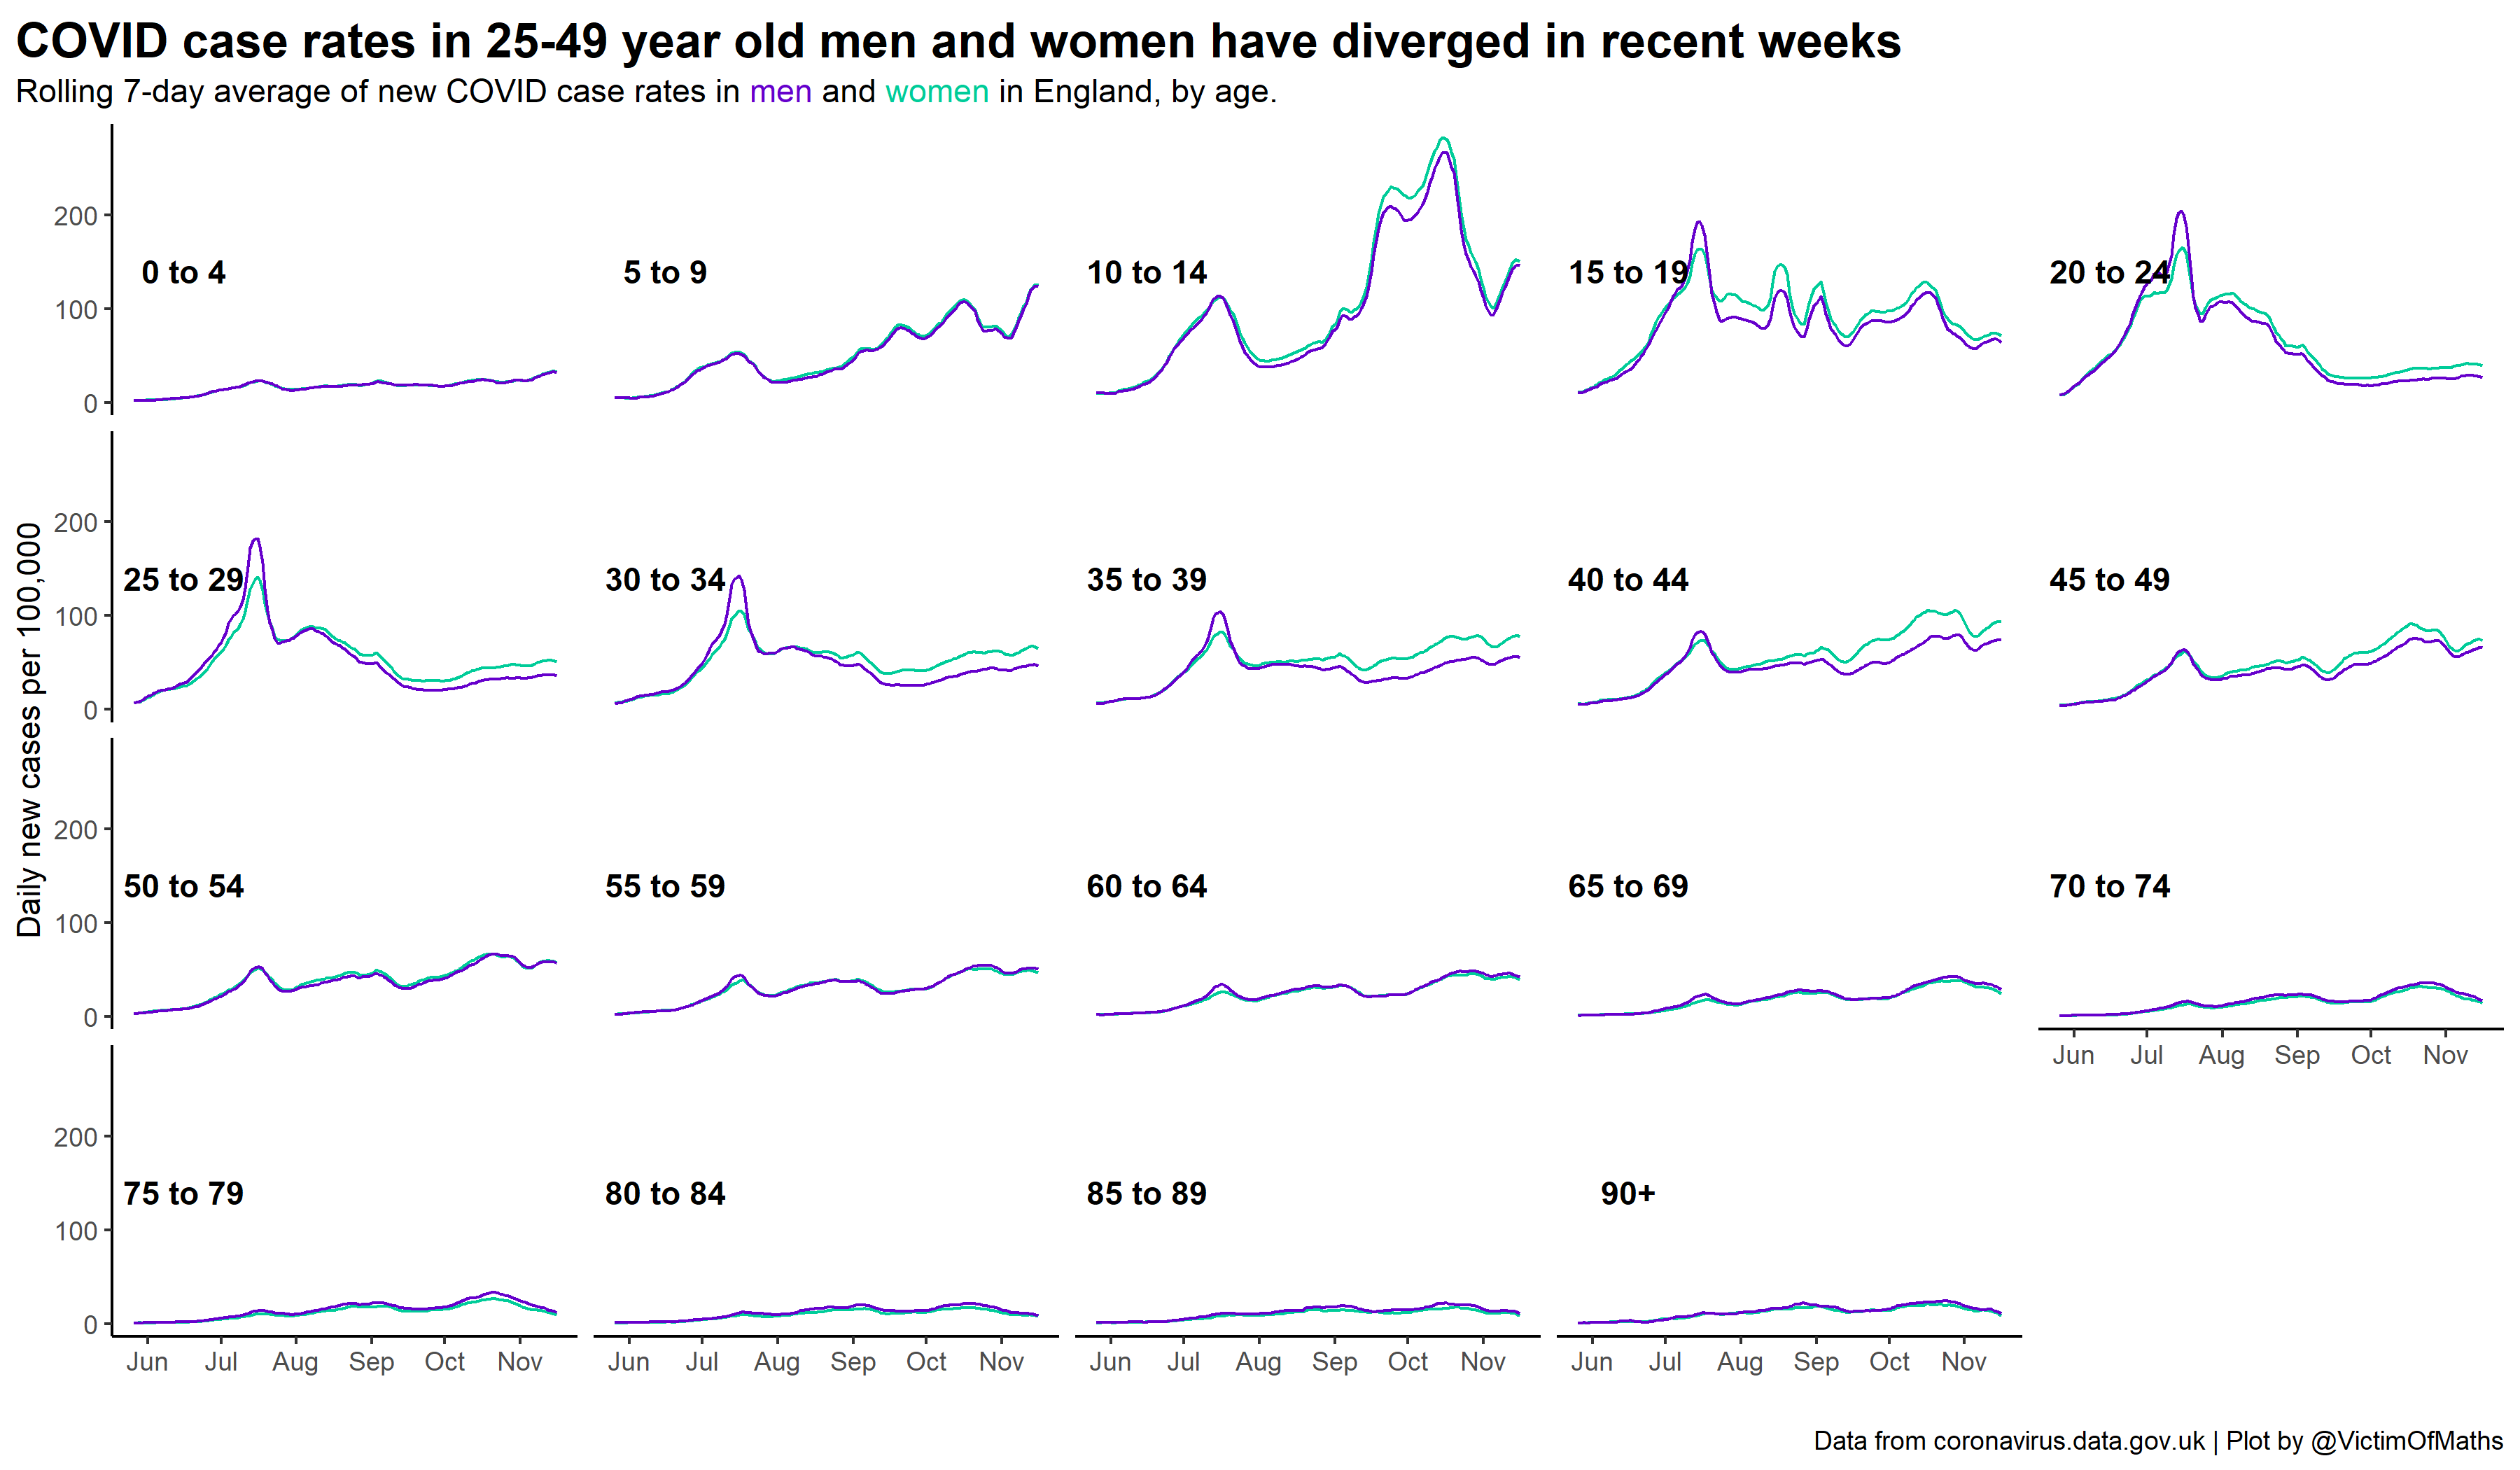 COVID case rates in 25-49 year old men and women have diverged in recent weeks
Rolling 7-day average of new COVID case rates in men and women in England, by age.
Daily new cases per 100,000
200
100
0
0 to 4
5 to 9
10 to 14
15 to 19
20 to 24
200
100
0
25 to 29
30 to 34
35 to 39
40 to 44
45 to 49
200
100
0
50 to 54
55 to 59
60 to 64
65 to 69
70 to 74
Jun Jul Aug Sep Oct Nov
200
100
0
75 to 79
80 to 84
85 to 89
90+
Jun Jul Aug Sep Oct Nov
Jun Jul Aug Sep Oct Nov
Jun Jul Aug Sep Oct Nov
Jun Jul Aug Sep Oct Nov
Data from coronavirus.data.gov.uk | Plot by @VictimOfMaths